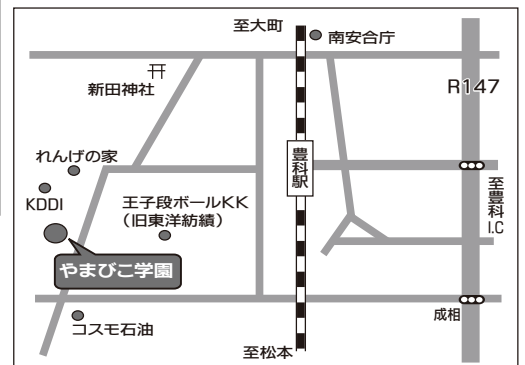 至大町
南安合庁
R147
新田神社
豊科駅
れんげの家
KDDI
王子段ボールKK
（旧東洋紡績）
至豊科
I.C
やまびこ学園
成相
コスモ石油
至松本